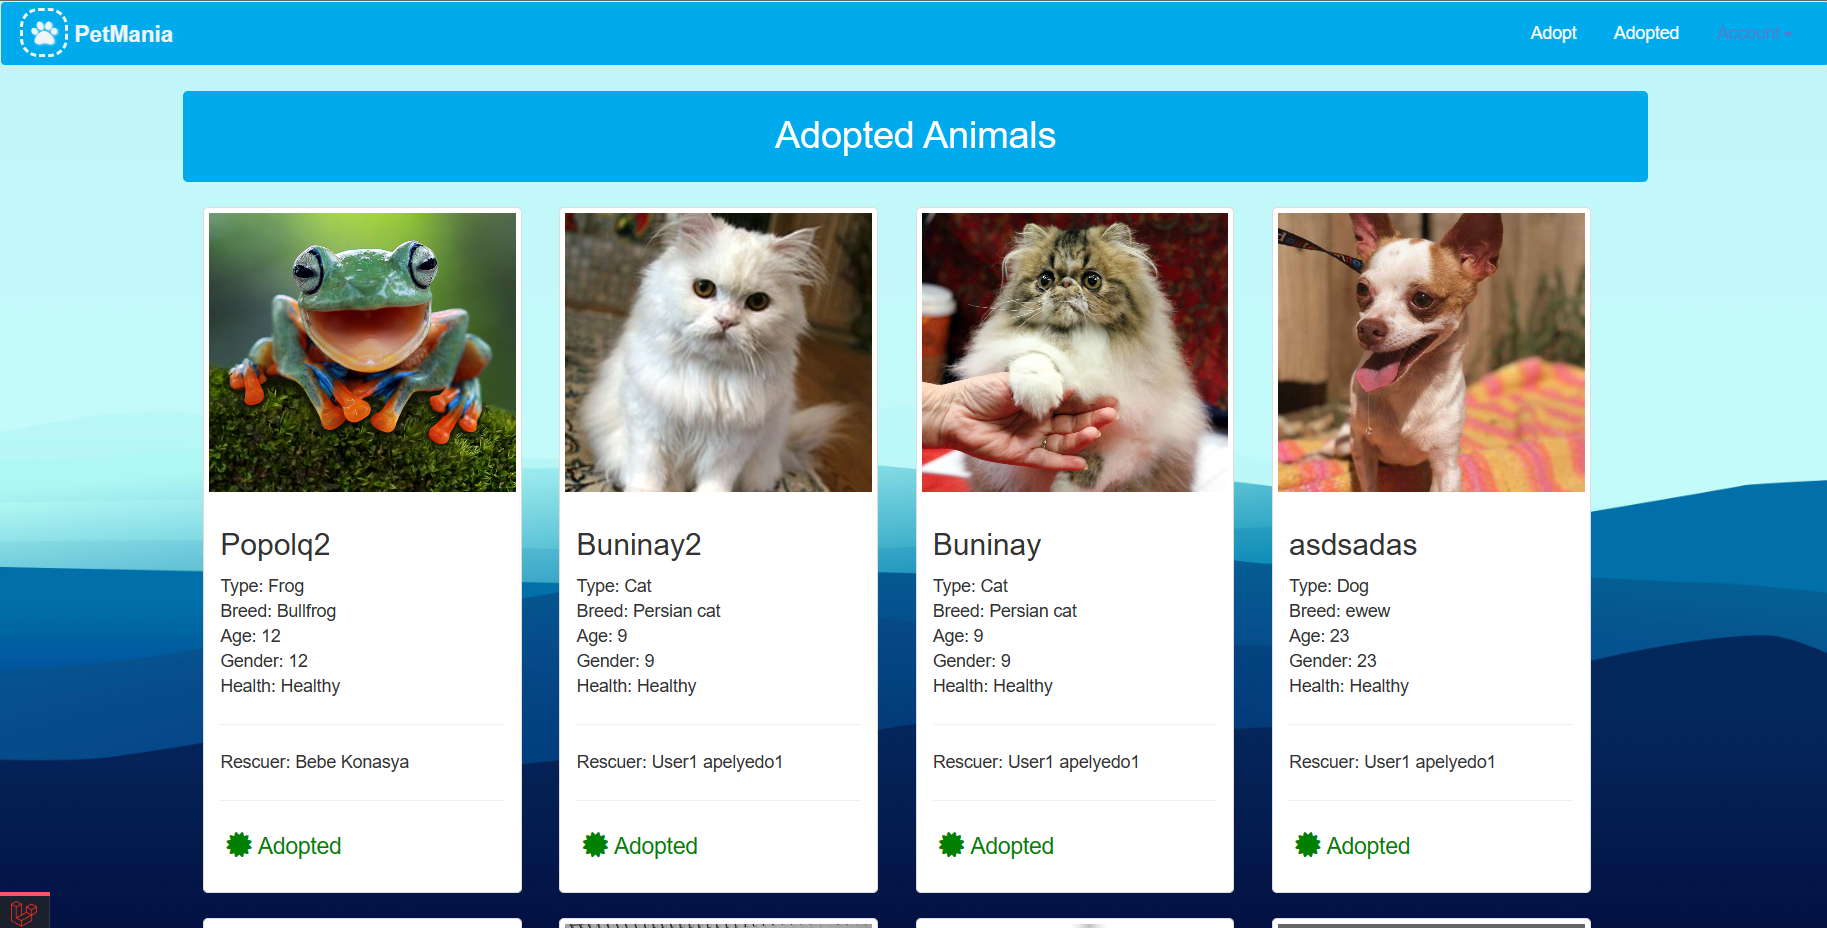 PetMania
Adopt
Adopted
Account
Adopted Animals
Popolq2
Type: Frog
Breed: Bullfrog
Age: 12
Gender: 12
Health: Healthy
Rescuer: Bebe Konasya
Adopted
Buninay2
Type: Cat
Breed: Persian cat
Age: 9
Gender: 9
Health: Healthy
Rescuer: User1 apelyedo1
Adopted
Buninay
Type: Cat
Breed: Persian cat
Age: 9
Gender: 9
Health: Healthy
Rescuer: User1 apelyedo1
Adopted
asdsadas
Type: Dog
Breed: ewew
Age: 23
Gender: 23
Health: Healthy
Rescuer: User1 apelyedo1
Adopted